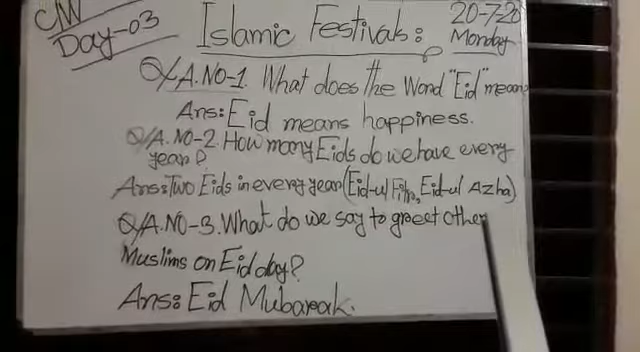 CW
Day-03
Islamic Festivals:
20-7-20
Monday
Q/A.NO-1. What does the Word "Eid" mean
Ans: Eid means happiness.
Q/A.NO-2. How many Eids do we have every
year?
Ans: Two Eids in every year (Eid-ul Fitr, Eid-ul Azha)
Q/A.NO-3. What do we say to greet other
Muslims on Eid day?
Ans: Eid Mubarak.